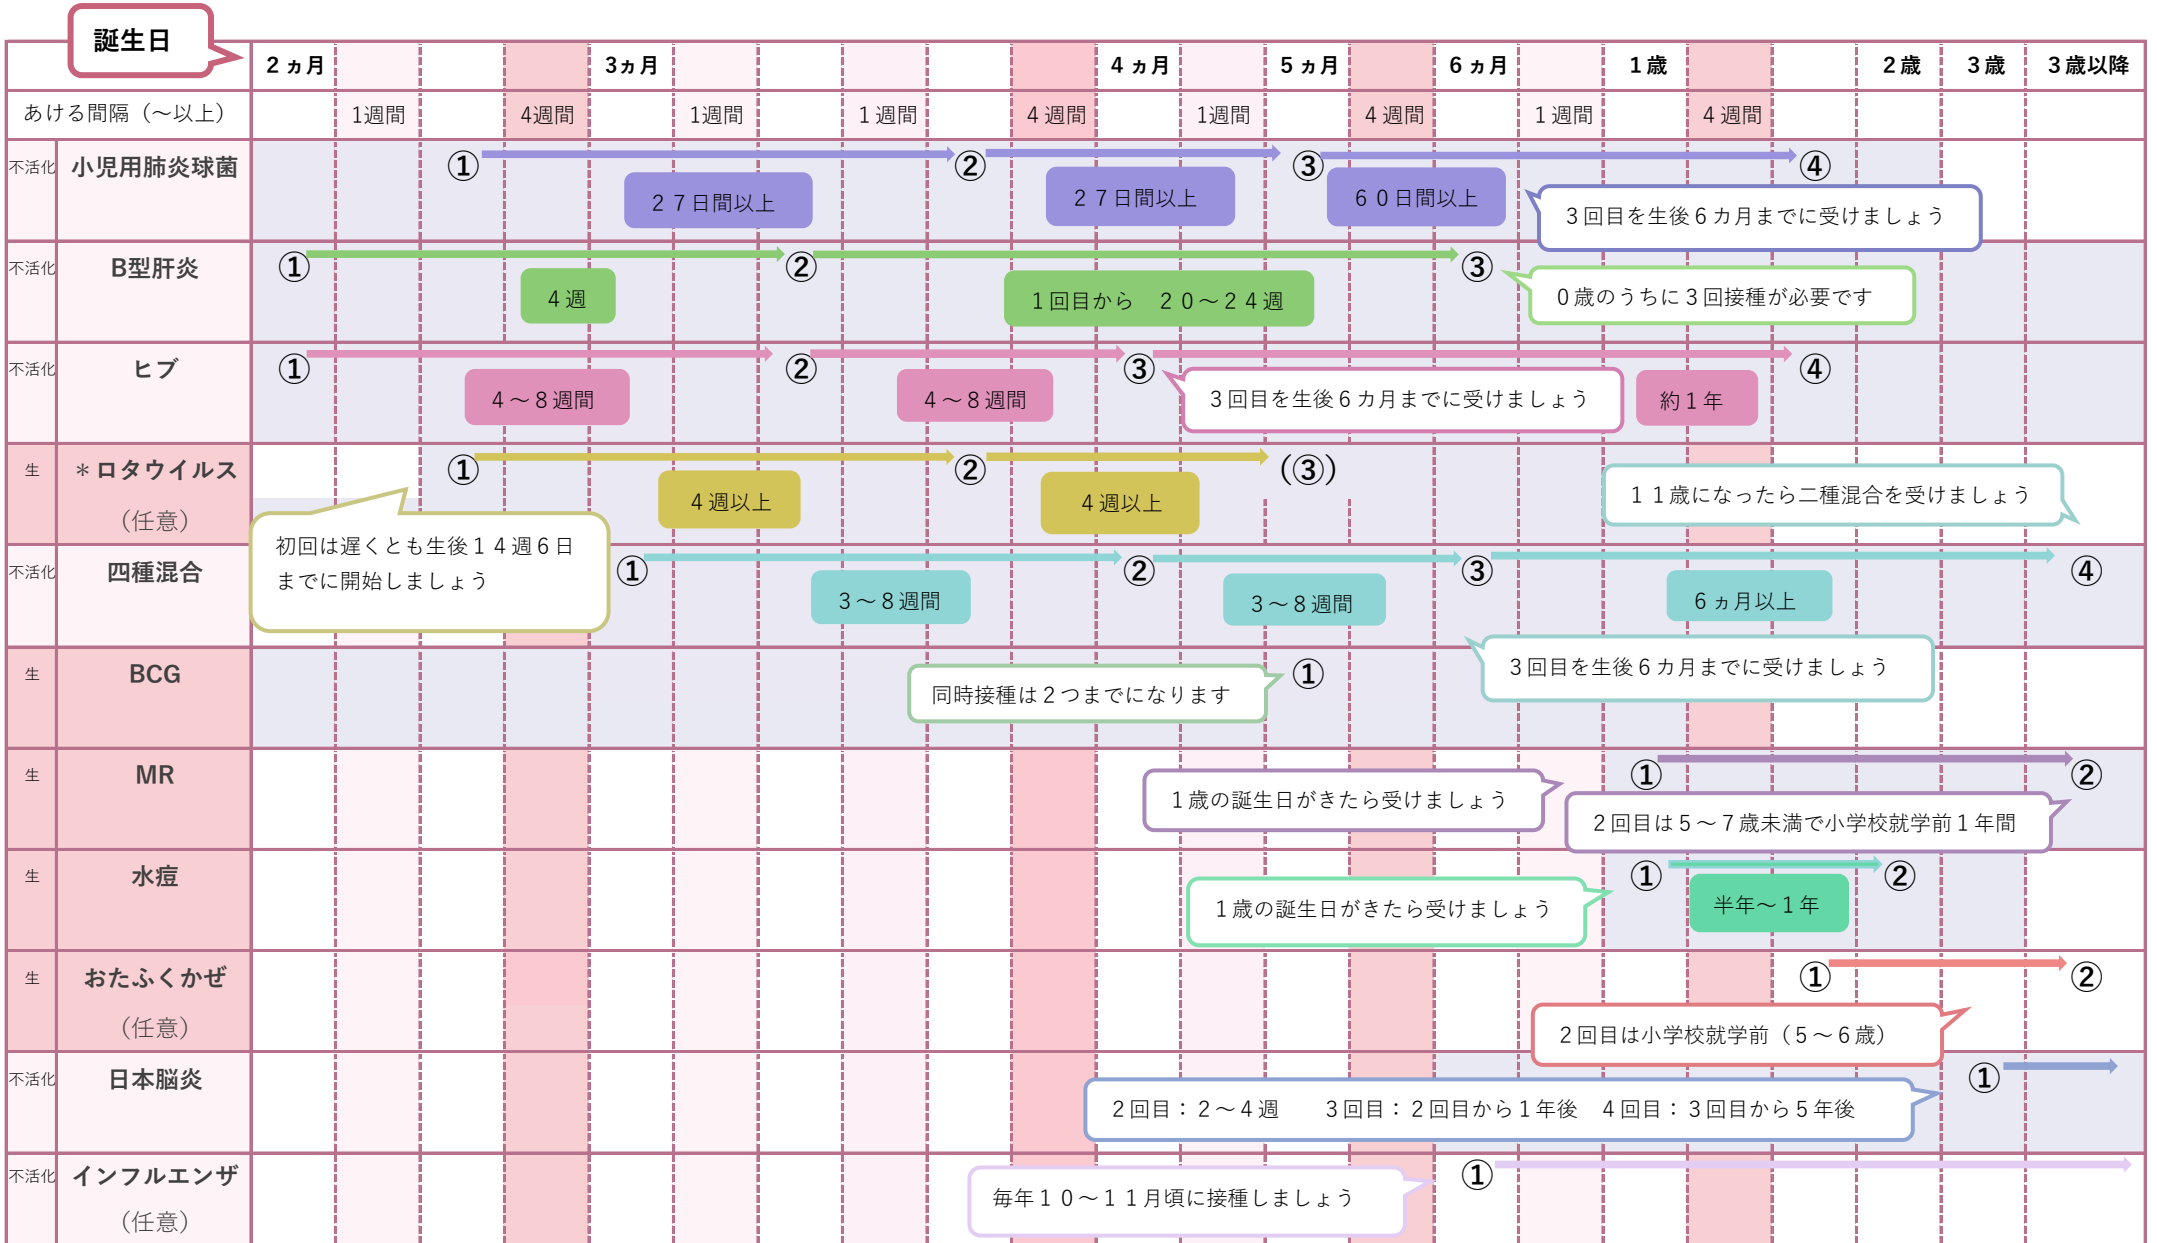 誕生日
2ヵ月 3ヵ月 4ヵ月 5ヵ月 6ヵ月 1歳 2歳 3歳 3歳以降
あける間隔（～以上） 1週間 4週間 1週間 1週間 4週間 1週間 4週間 1週間 4週間
不活化 小児用肺炎球菌 ① ② ③ ④
27日間以上 27日間以上 60日間以上
3回目を生後6カ月までに受けましょう
不活化 B型肝炎 ① ② ③
4週 1回目から 20～24週
0歳のうちに3回接種が必要です
不活化 ヒブ ① ② ③ ④
4～8週間 4～8週間 3回目を生後6カ月までに受けましょう 約1年
生 ＊ロタウイルス ① ② （③）
（任意）
4週以上 4週以上
11歳になったら二種混合を受けましょう
初回は遅くとも生後14週6日
までに開始しましょう
不活化 四種混合 ① ② ③ ④
3～8週間 3～8週間 6ヵ月以上
3回目を生後6カ月までに受けましょう
生 BCG ①
同時接種は2つまでになります
生 MR ① ②
1歳の誕生日がきたら受けましょう
2回目は5～7歳未満で小学校就学前1年間
生 水痘 ① ②
1歳の誕生日がきたら受けましょう
半年～1年
生 おたふくかぜ ① ②
（任意）
2回目は小学校就学前（5～6歳）
不活化 日本脳炎 ①
2回目：2～4週 3回目：2回目から1年後 4回目：3回目から5年後
不活化 インフルエンザ ①
（任意）
毎年10～11月頃に接種しましょう